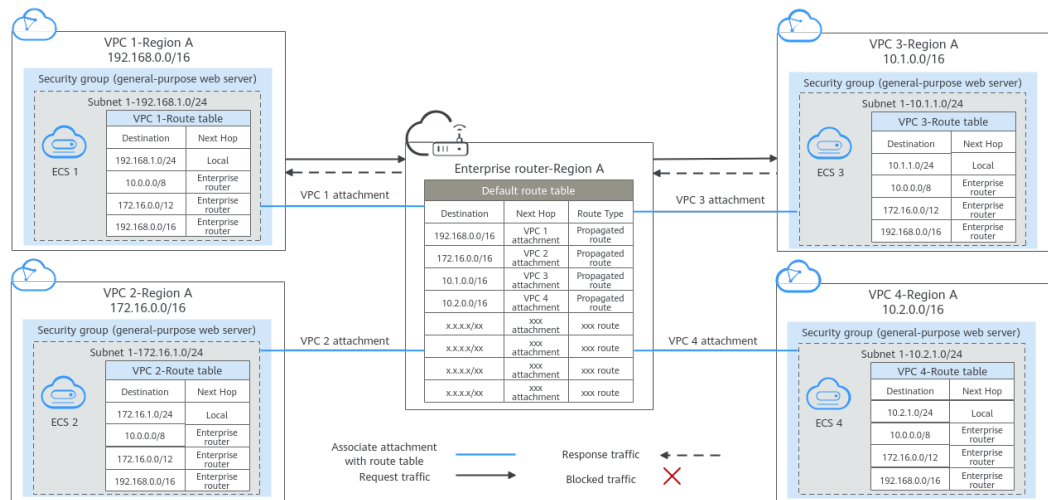 VPC 1-Region A
192.168.0.0/16
Security group (general-purpose web server)
Subnet 1-192.168.1.0/24
VPC 1-Route table
Destination Next Hop
192.168.1.0/24 Local
10.0.0.0/8 Enterprise router
172.16.0.0/12 Enterprise router
192.168.0.0/16 Enterprise router
ECS 1
VPC 2-Region A
172.16.0.0/16
Security group (general-purpose web server)
Subnet 1-172.16.1.0/24
VPC 2-Route table
Destination Next Hop
172.16.1.0/24 Local
10.0.0.0/8 Enterprise router
172.16.0.0/12 Enterprise router
192.168.0.0/16 Enterprise router
ECS 2
VPC 1 attachment
VPC 2 attachment
Enterprise router-Region A
Default route table
Destination Next Hop Route Type
192.168.0.0/16 VPC 1 attachment Propagated route
172.16.0.0/16 VPC 2 attachment Propagated route
10.1.0.0/16 VPC 3 attachment Propagated route
10.2.0.0/16 VPC 4 attachment Propagated route
x.x.x.x/xx xxx attachment xxx route
x.x.x.x/xx xxx attachment xxx route
x.x.x.x/xx xxx attachment xxx route
x.x.x.x/xx xxx attachment xxx route
VPC 3 attachment
VPC 4 attachment
VPC 3-Region A
10.1.0.0/16
Security group (general-purpose web server)
Subnet 1-10.1.1.0/24
VPC 3-Route table
Destination Next Hop
10.1.1.0/24 Local
10.0.0.0/8 Enterprise router
172.16.0.0/12 Enterprise router
192.168.0.0/16 Enterprise router
ECS 3
VPC 4-Region A
10.2.0.0/16
Security group (general-purpose web server)
Subnet 1-10.2.1.0/24
VPC 4-Route table
Destination Next Hop
10.2.1.0/24 Local
10.0.0.0/8 Enterprise router
172.16.0.0/12 Enterprise router
192.168.0.0/16 Enterprise router
ECS 4
Associate attachment
with route table
Request traffic
Response traffic
Blocked traffic